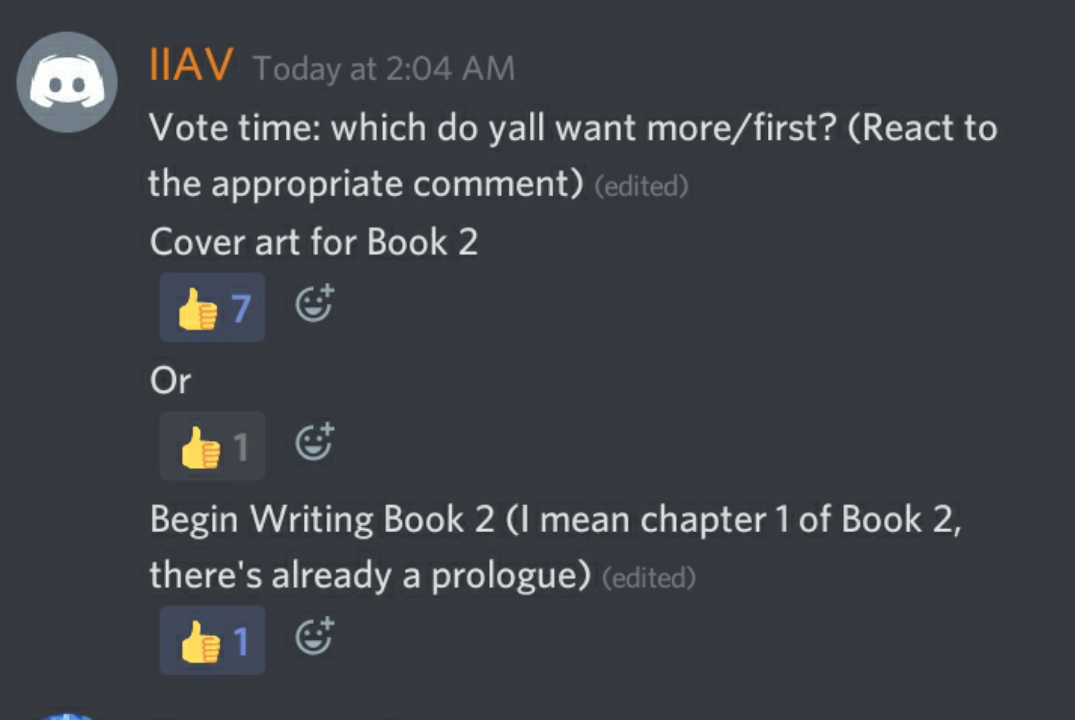 IIAV Today at 2:04 AM
Vote time: which do yall want more/first? (React to
the appropriate comment) (edited)
Cover art for Book 2
👍 7
Or
👍 1
Begin Writing Book 2 (I mean chapter 1 of Book 2,
there's already a prologue) (edited)
👍 1